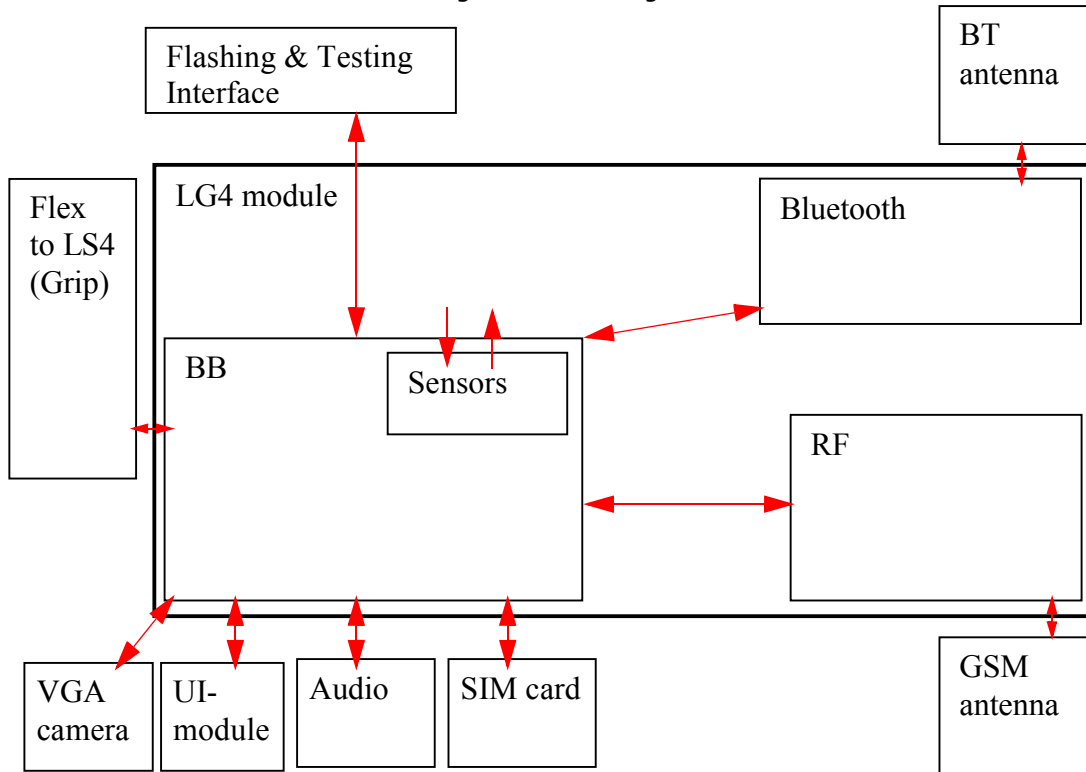 Flashing & Testing
Interface
BT
antenna
LG4 module
Flex
to LS4
(Grip)
Bluetooth
BB
Sensors
RF
VGA
camera
UI-
module
Audio
SIM card
GSM
antenna